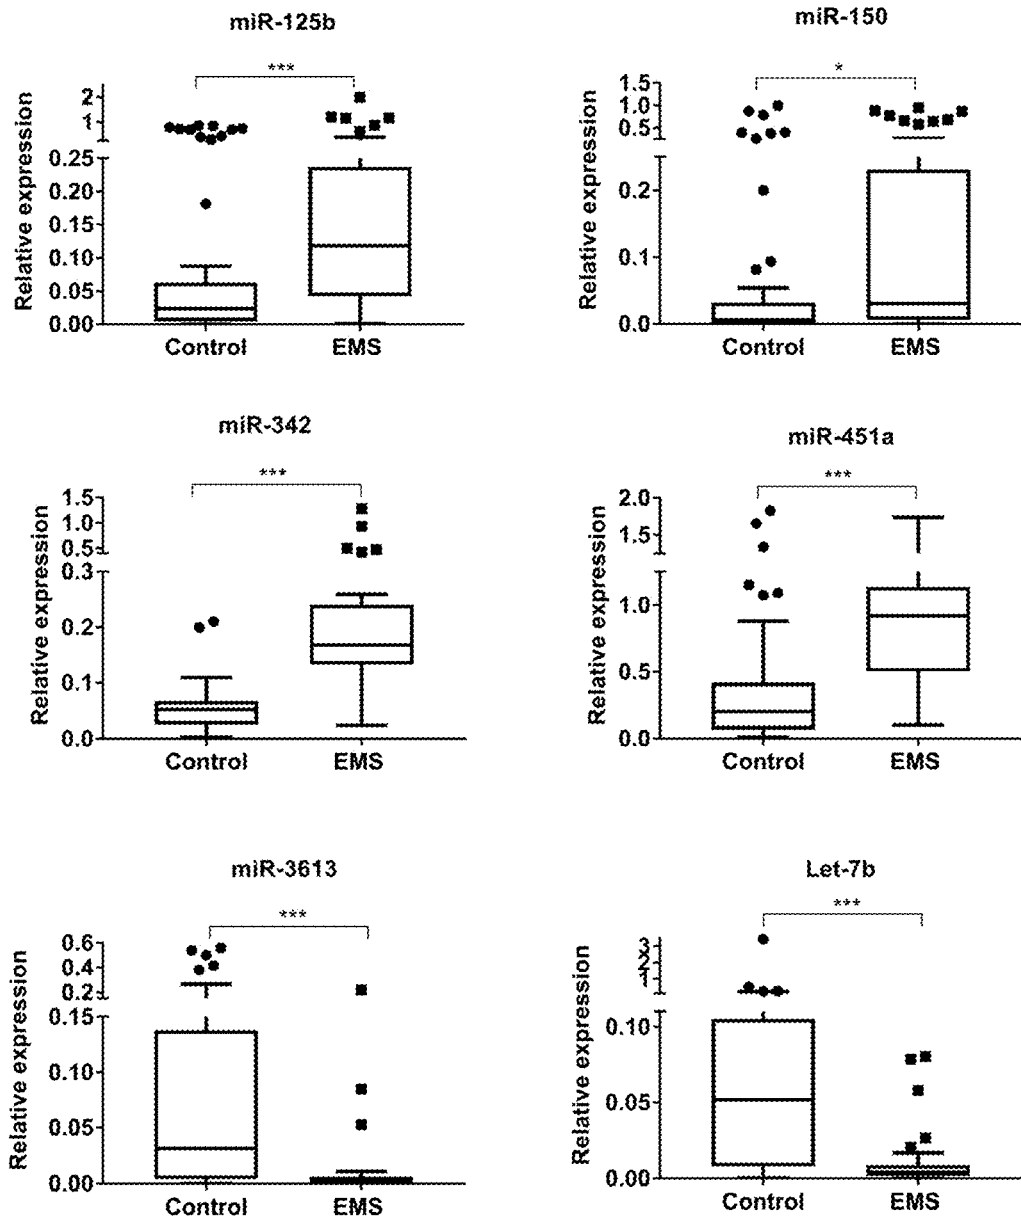 miR-125b
***
Relative expression
2
1
0.25
0.20
0.15
0.10
0.05
0.00
Control EMS
miR-150
*
Relative expression
1.5
1.0
0.5
0.2
0.1
0.0
Control EMS
miR-342
***
Relative expression
1.5
1.0
0.5
0.3
0.2
0.1
0.0
Control EMS
miR-451a
***
Relative expression
2.0
1.5
1.0
0.5
0.0
Control EMS
miR-3613
***
Relative expression
0.6
0.4
0.2
0.15
0.10
0.05
0.00
Control EMS
Let-7b
***
Relative expression
3
2
1
0.10
0.05
0.00
Control EMS